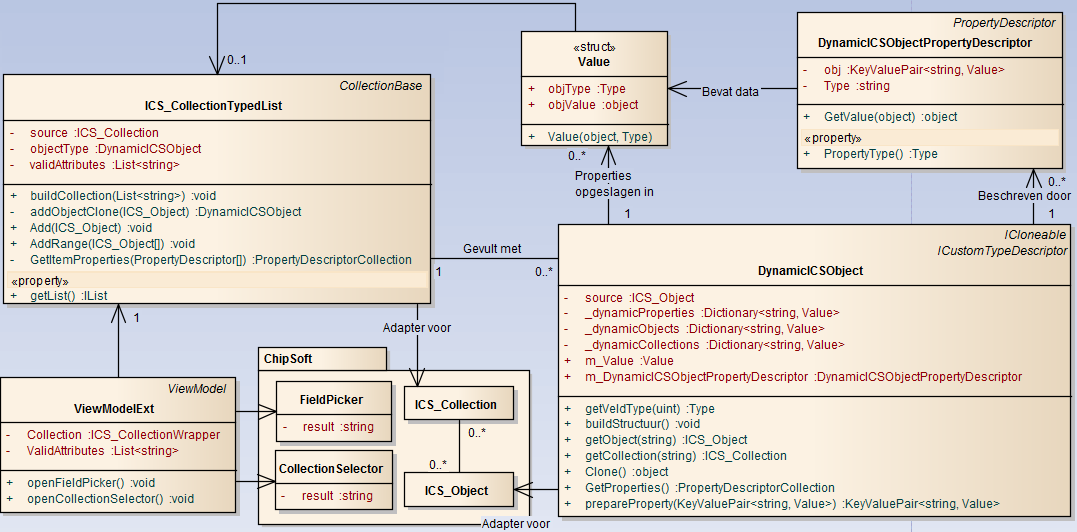 0..1
CollectionBase
ICS_CollectionTypedList
- source :ICS_Collection
- objectType :DynamicICSObject
- validAttributes :List<string>
+ buildCollection(List<string>) :void
- addObjectClone(ICS_Object) :DynamicICSObject
+ Add(ICS_Object) :void
+ AddRange(ICS_Object[]) :void
- GetItemProperties(PropertyDescriptor[]) :PropertyDescriptorCollection
«property»
+ getList() :IList
«struct»
Value
+ objType :Type
+ objValue :object
+ Value(object, Type)
0..*
Properties
opgeslagen in
1
Bevat data
PropertyDescriptor
DynamicICSObjectPropertyDescriptor
- obj :KeyValuePair<string, Value>
- Type :string
+ GetValue(object) :object
«property»
+ PropertyType() :Type
0..*
Beschreven door
1
Gevult met
1
0..*
ICloneable
ICustomTypeDescriptor
DynamicICSObject
- source :ICS_Object
- _dynamicProperties :Dictionary<string, Value>
- _dynamicObjects :Dictionary<string, Value>
- _dynamicCollections :Dictionary<string, Value>
+ m_Value :Value
+ m_DynamicICSObjectPropertyDescriptor :DynamicICSObjectPropertyDescriptor
+ getVeldType(uint) :Type
+ buildStructuur() :void
+ getObject(string) :ICS_Object
+ getCollection(string) :ICS_Collection
+ Clone() :object
+ GetProperties() :PropertyDescriptorCollection
+ prepareProperty(KeyValuePair<string, Value>) :KeyValuePair<string, Value>
1
Adapter voor
ViewModel
ViewModelExt
- Collection :ICS_CollectionWrapper
- ValidAttributes :List<string>
+ openFieldPicker() :void
+ openCollectionSelector() :void
ChipSoft
FieldPicker
- result :string
CollectionSelector
- result :string
ICS_Collection
0..*
0..*
ICS_Object
Adapter voor